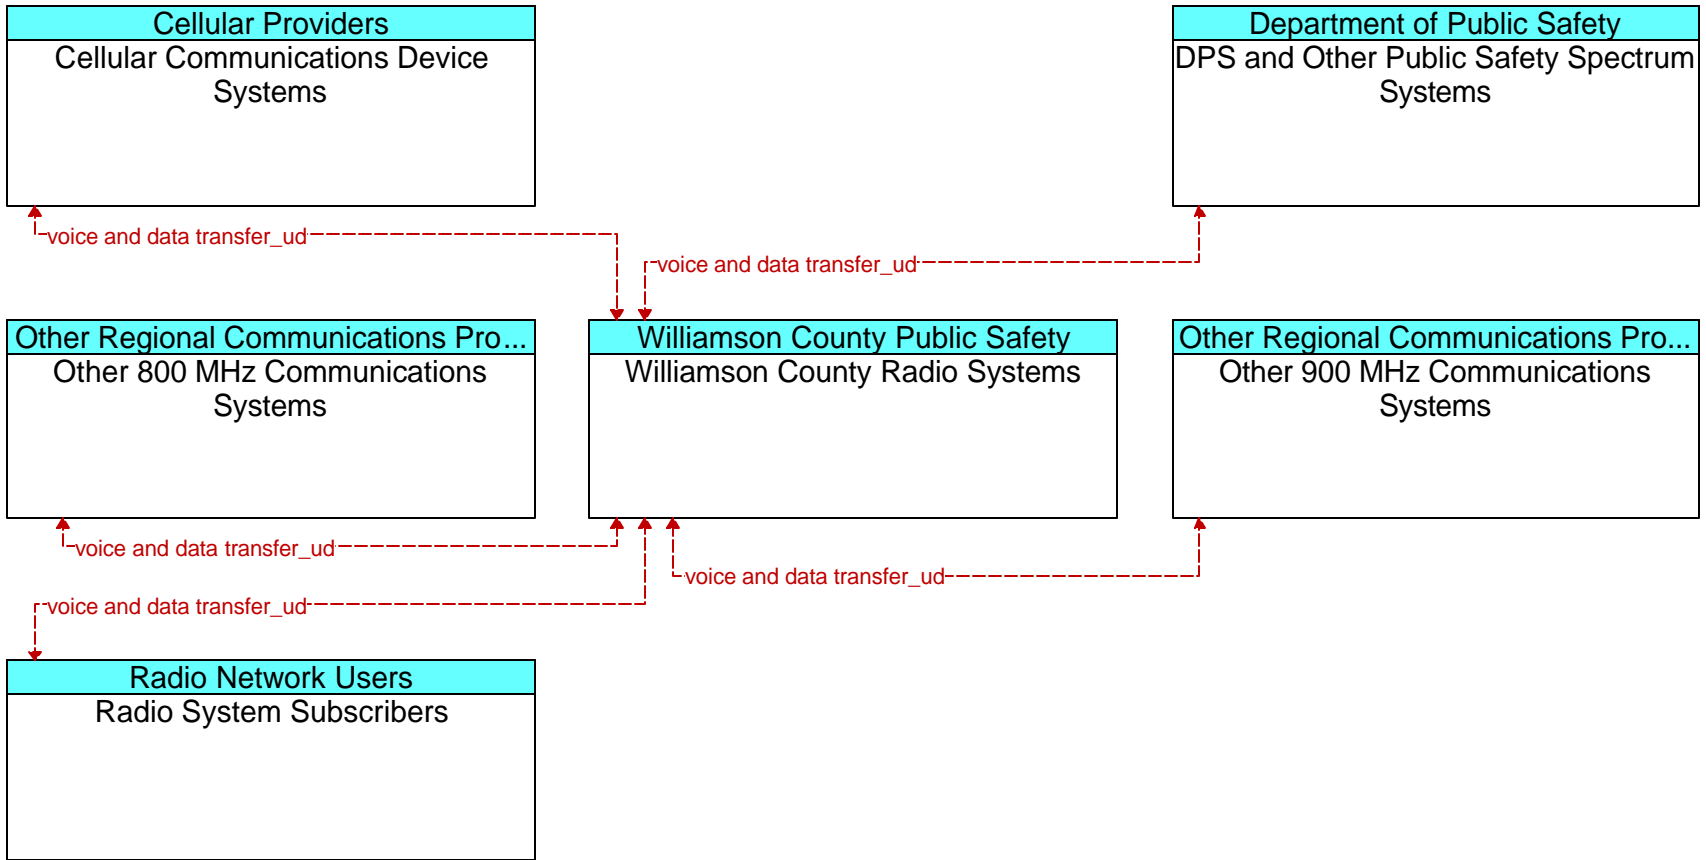 Cellular Providers
Cellular Communications Device
Systems
Department of Public Safety
DPS and Other Public Safety Spectrum
Systems
voice and data transfer_ud
voice and data transfer_ud
Other Regional Communications Pro...
Other 800 MHz Communications
Systems
Williamson County Public Safety
Williamson County Radio Systems
Other Regional Communications Pro...
Other 900 MHz Communications
Systems
voice and data transfer_ud
voice and data transfer_ud
voice and data transfer_ud
Radio Network Users
Radio System Subscribers